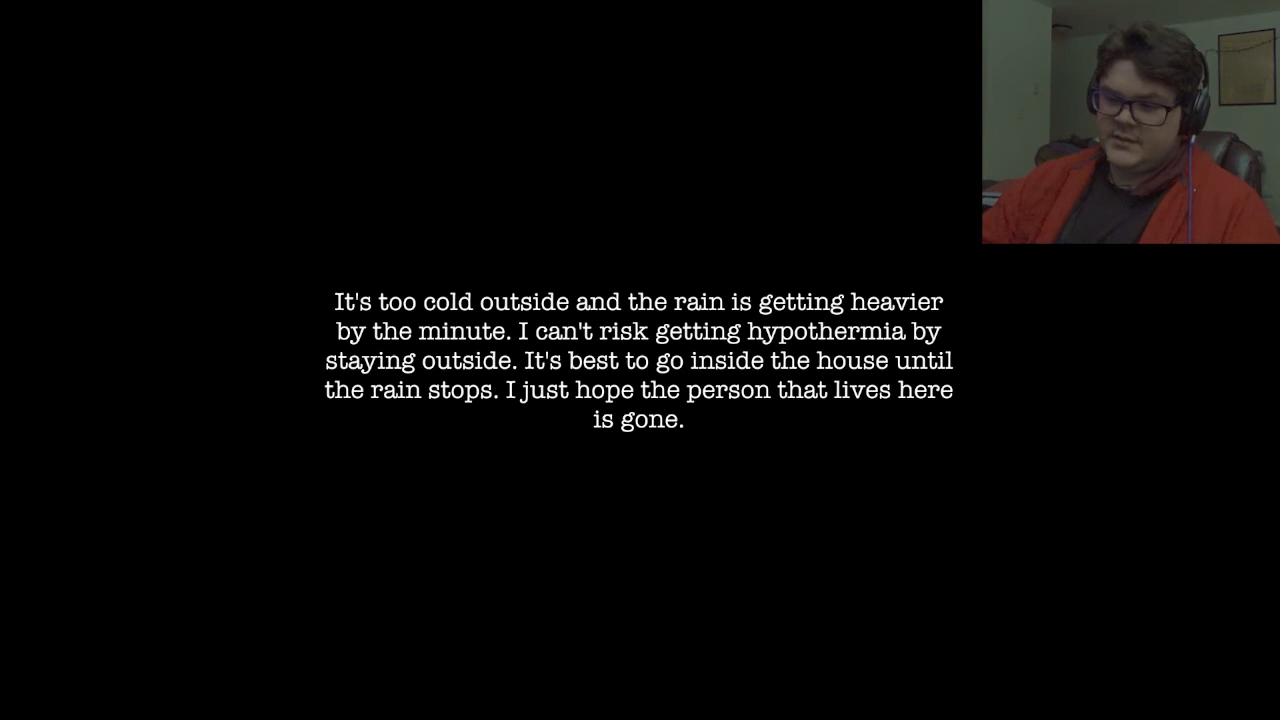 It's too cold outside and the rain is getting heavier
by the minute. I can't risk getting hypothermia by
staying outside. It's best to go inside the house until
the rain stops. I just hope the person that lives here
is gone.